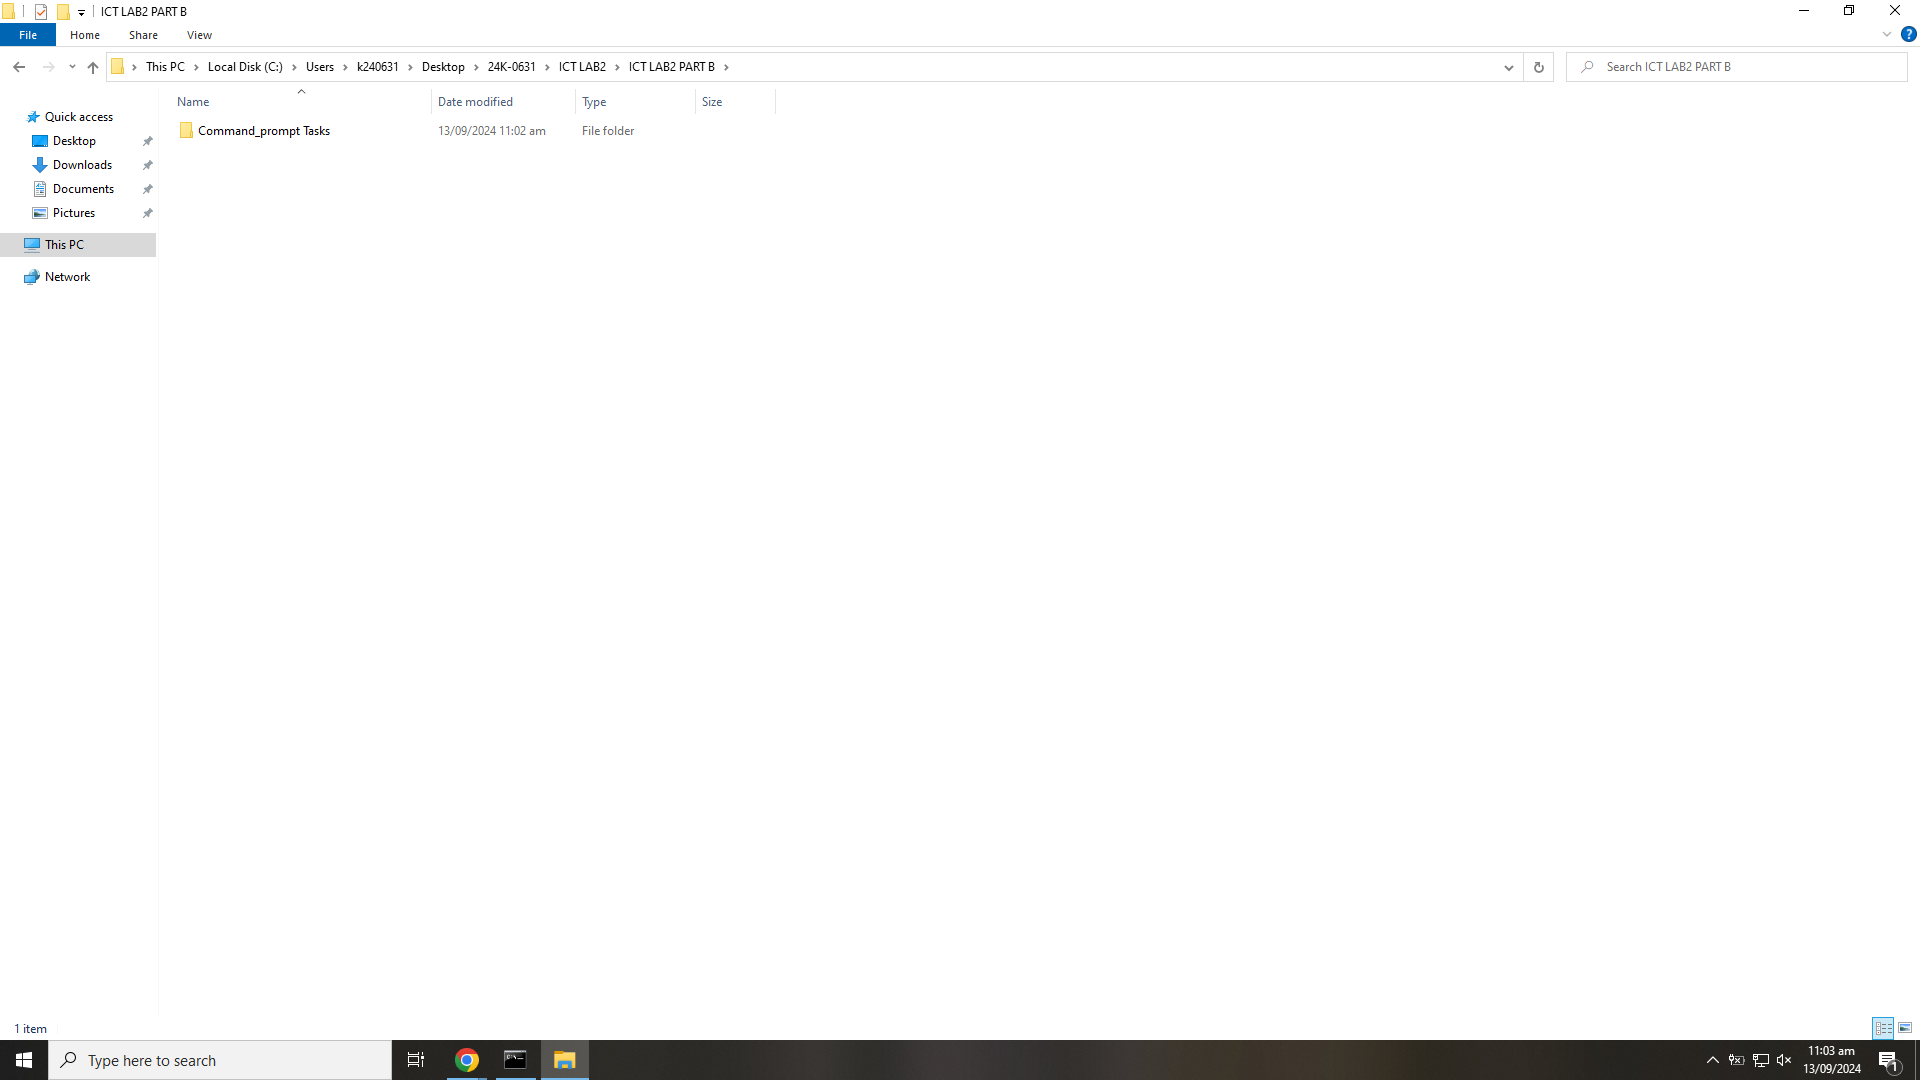 ICT LAB2 PART B
File Home Share View
?
This PC Local Disk (C:) Users k240631 Desktop 24K-0631 ICT LAB2 ICT LAB2 PART B
Search ICT LAB2 PART B
Name Date modified Type Size
Command_prompt Tasks 13/09/2024 11:02 am File folder
Quick access
Desktop
Downloads
Documents
Pictures
This PC
Network
1 item
Type here to search
11:03 am
13/09/2024
1